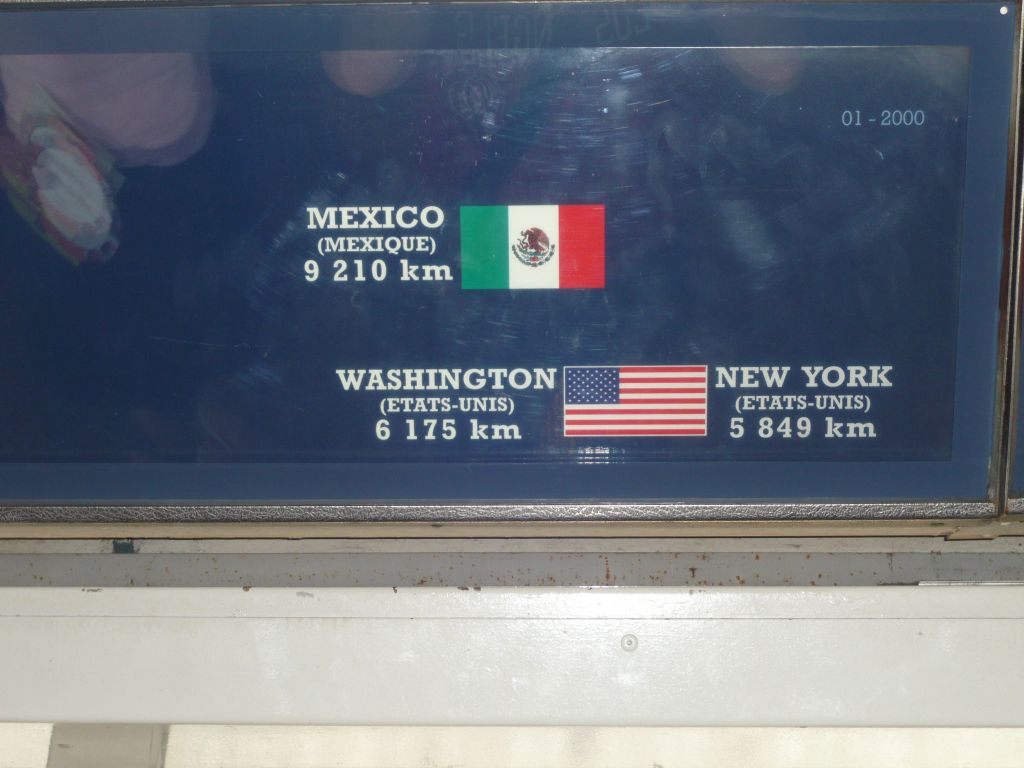 01 - 2000
MEXICO
(MEXIQUE)
9 210 km
WASHINGTON
(ETATS-UNIS)
6 175 km
NEW YORK
(ETATS-UNIS)
5 849 km